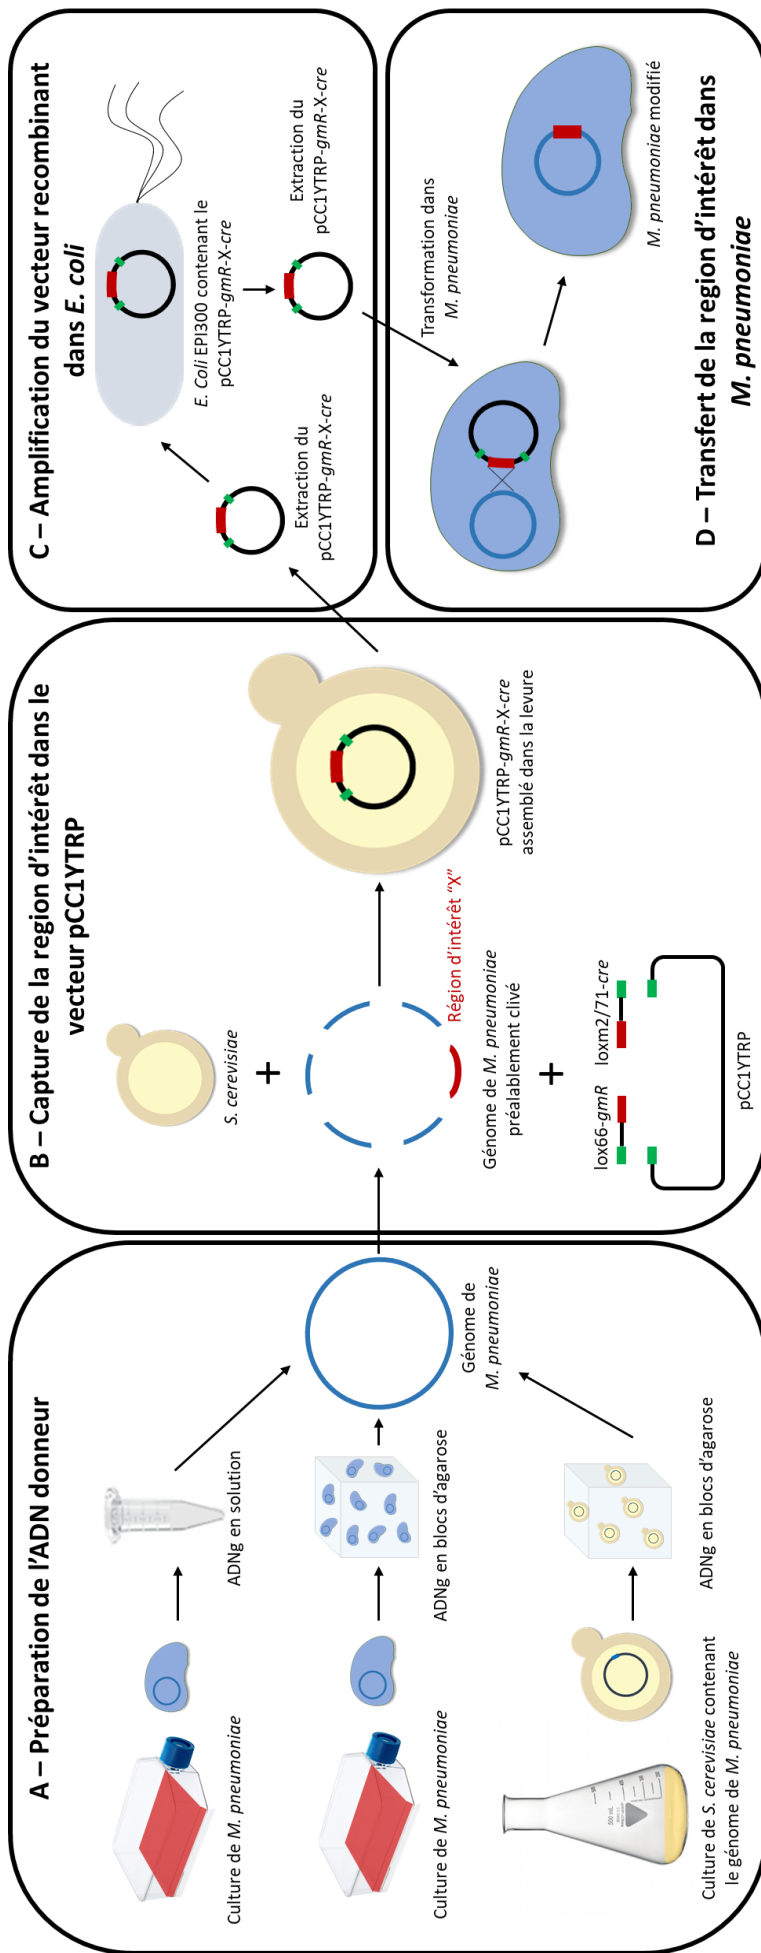 A – Préparation de l'ADN donneur
Culture de M. pneumoniae
ADNg en solution
Culture de M. pneumoniae
ADNg en blocs d'agarose
Culture de S. cerevisiae contenant
le génome de M. pneumoniae
ADNg en blocs d'agarose
Génome de
M. pneumoniae
B – Capture de la region d'intérêt dans le
vecteur pCC1YTRP
S. cerevisiae
+
Génome de M. pneumoniae
préalablement clivé
Région d'intérêt "X"
+
lox66-gmR
loxm2/71-cre
pCC1YTRP
pCC1YTRP-gmR-X-cre
assemblé dans la levure
C – Amplification du vecteur recombinant
dans E. coli
Extraction du
pCC1YTRP-gmR-X-cre
E. Coli EPI300 contenant le
pCC1YTRP-gmR-X-cre
Extraction du
pCC1YTRP-gmR-X-cre
Transformation dans
M. pneumoniae
M. pneumoniae modifié
D – Transfert de la region d'intérêt dans
M. pneumoniae